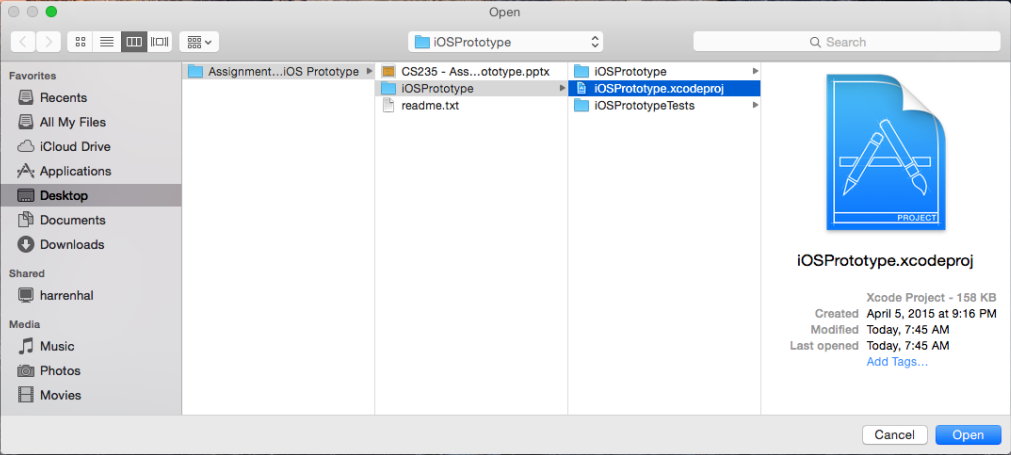 Open
iOSPrototype
Search
Favorites
Recents
All My Files
iCloud Drive
Applications
Desktop
Documents
Downloads
Shared
harrenhal
Media
Music
Photos
Movies
Assignment...iOS Prototype
CS235 - Ass...ototype.pptx
iOSPrototype
readme.txt
iOSPrototype
iOSPrototype.xcodeproj
iOSPrototypeTests
PROJECT
iOSPrototype.xcodeproj
Xcode Project - 158 KB
Created April 5, 2015 at 9:16 PM
Modified Today, 7:45 AM
Last opened Today, 7:45 AM
Add Tags...
Cancel Open